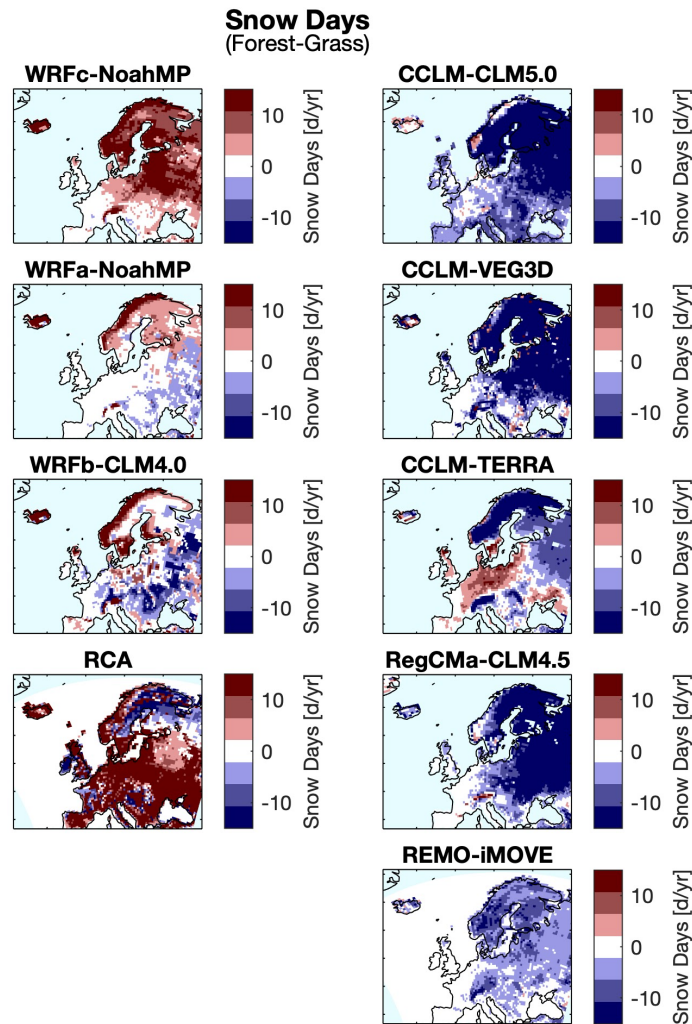 Snow Days
(Forest-Grass)
WRFc-NoahMP
10
0
-10
Snow Days [d/yr]
CCLM-CLM5.0
10
0
-10
Snow Days [d/yr]
WRFa-NoahMP
10
0
-10
Snow Days [d/yr]
CCLM-VEG3D
10
0
-10
Snow Days [d/yr]
WRFb-CLM4.0
10
0
-10
Snow Days [d/yr]
CCLM-TERRA
10
0
-10
Snow Days [d/yr]
RCA
10
0
-10
Snow Days [d/yr]
RegCMa-CLM4.5
10
0
-10
Snow Days [d/yr]
REMO-iMOVE
10
0
-10
Snow Days [d/yr]